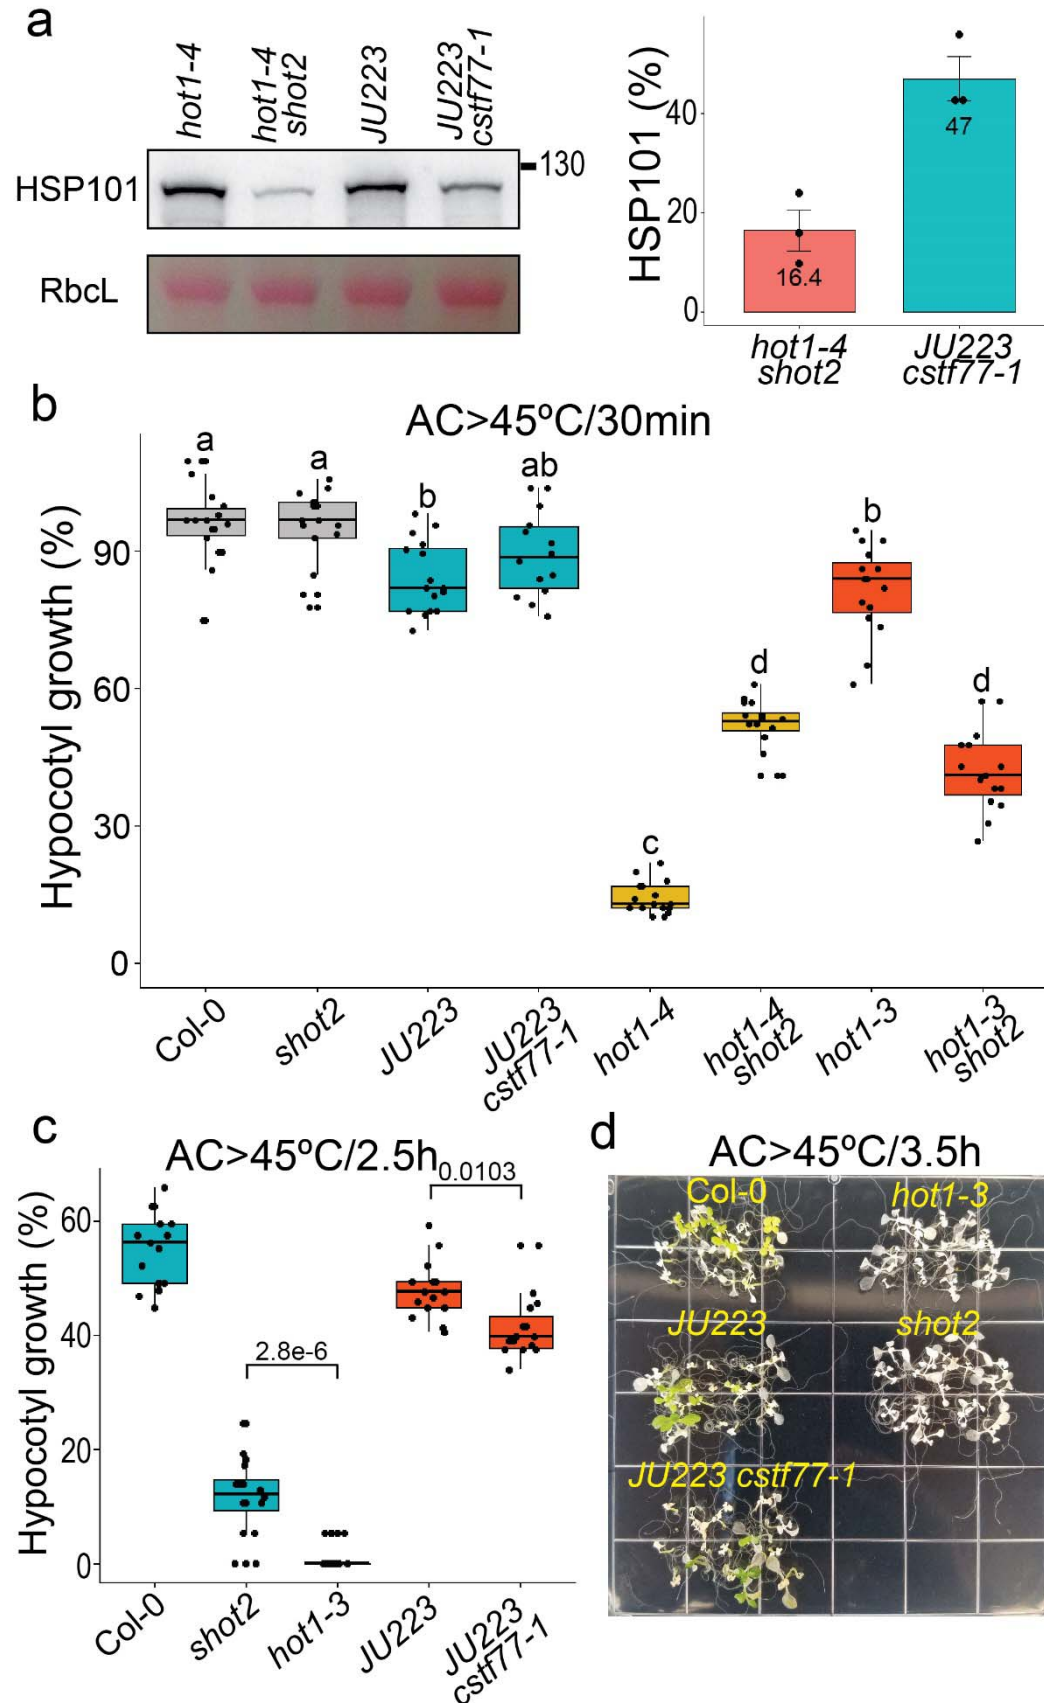 a
hot1-4
hot1-4
shot2
JU223
JU223
cstf77-1
HSP101
130
RbcL
HSP101 (%)
40
20
0
16.4
47
hot1-4
shot2
JU223
cstf77-1
b
AC>45ºC/30min
Hypocotyl growth (%)
90
60
30
0
a
a
b
ab
c
d
b
d
Col-0
shot2
JU223
JU223
cstf77-1
hot1-4
hot1-4
shot2
hot1-3
hot1-3
shot2
c
AC>45ºC/2.5h
Hypocotyl growth (%)
60
40
20
0
2.8e-6
0.0103
Col-0
shot2
hot1-3
JU223
JU223
cstf77-1
d
AC>45ºC/3.5h
Col-0
hot1-3
JU223
shot2
JU223 cstf77-1